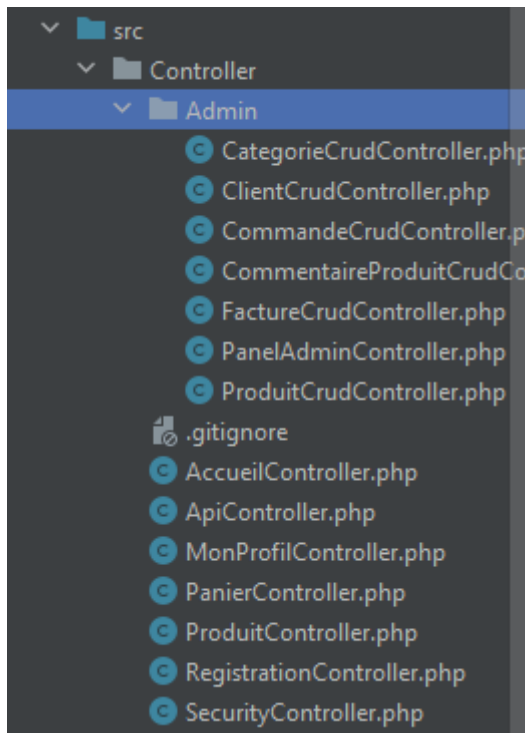 src
Controller
Admin
CategorieCrudController.php
ClientCrudController.php
CommandeCrudController.p
CommentaireProduitCrudCo
FactureCrudController.php
PanelAdminController.php
ProduitCrudController.php
.gitignore
AccueilController.php
ApiController.php
MonProfilController.php
PanierController.php
ProduitController.php
RegistrationController.php
SecurityController.php